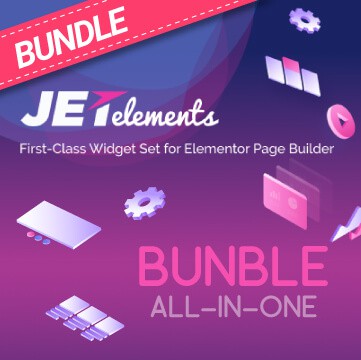 BUNDLE
JETelements
First-Class Widget Set for Elementor Page Builder
BUNBLE
ALL-IN-ONE